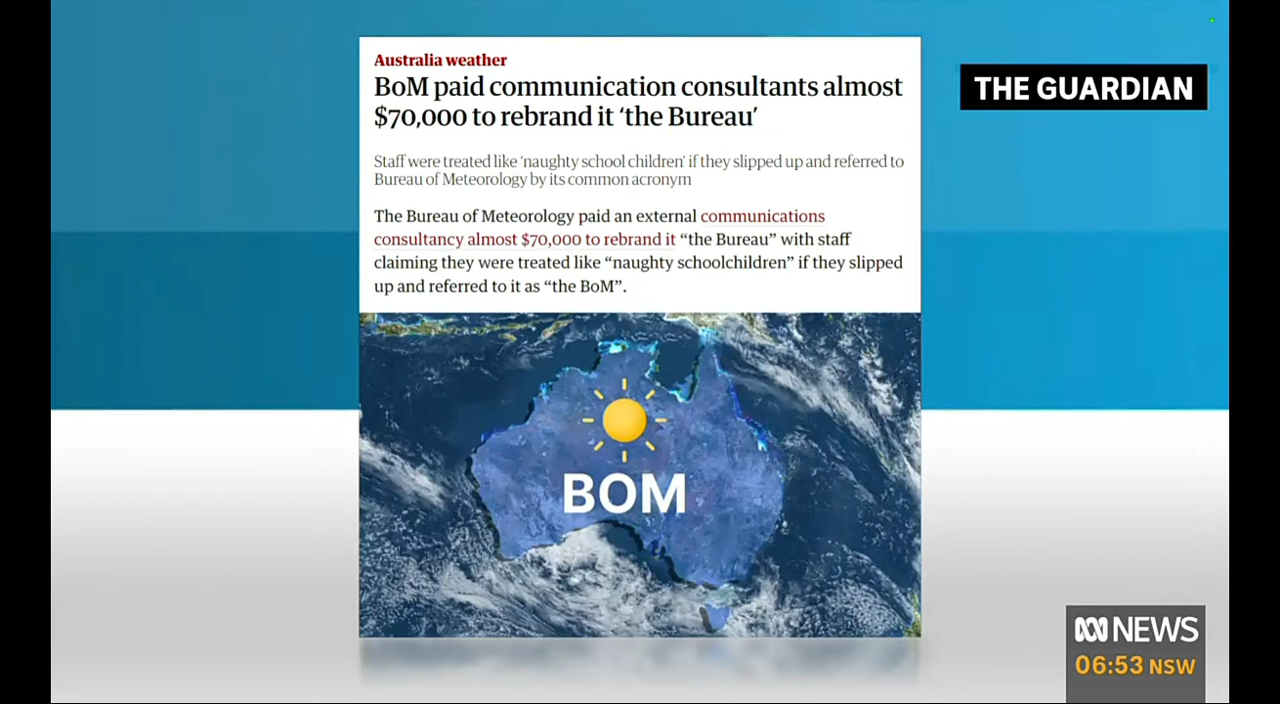 Australia weather
BoM paid communication consultants almost
$70,000 to rebrand it ‘the Bureau’
Staff were treated like ‘naughty school children’ if they slipped up and referred to
Bureau of Meteorology by its common acronym
The Bureau of Meteorology paid an external communications
consultancy almost $70,000 to rebrand it “the Bureau” with staff
claiming they were treated like “naughty schoolchildren” if they slipped
up and referred to it as “the BoM”.
BOM
THE GUARDIAN
NEWS
06:53 NSW